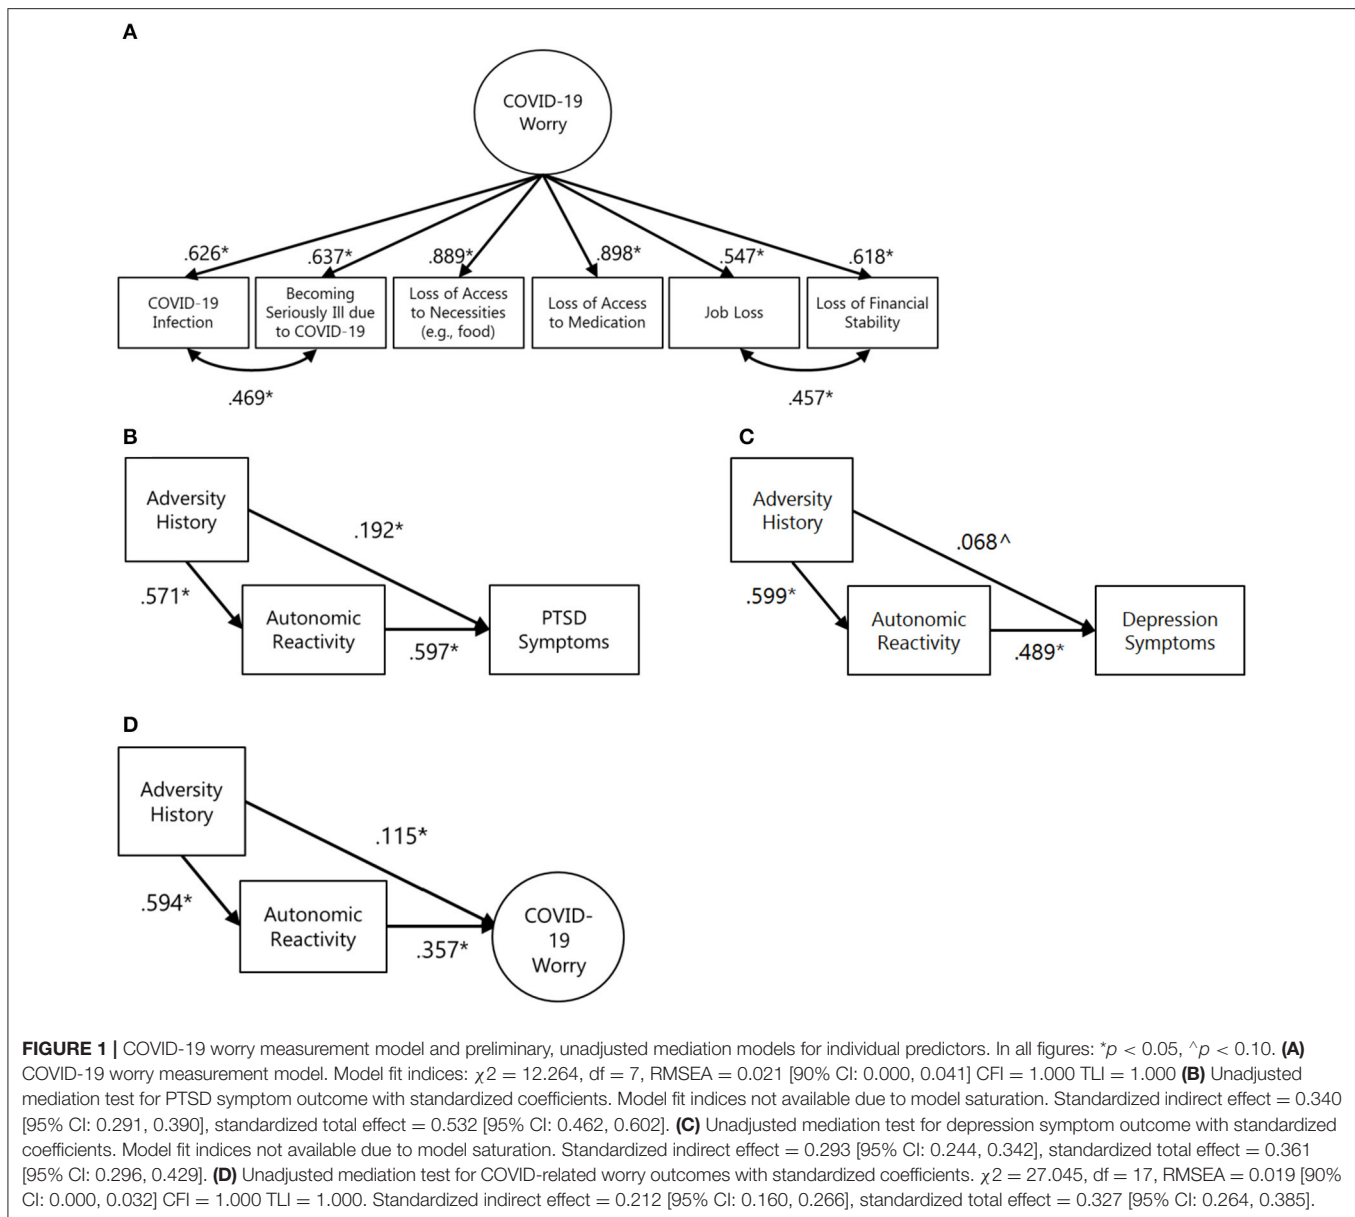 A
COVID-19
Worry
.626*
.637*
.889*
.898*
.547*
.618*
COVID-19
Infection
Becoming
Seriously Ill due
to COVID-19
Loss of Access
to Necessities
(e.g., food)
Loss of Access
to Medication
Job Loss
Loss of Financial
Stability
.469*
.457*
B
Adversity
History
.192*
.571*
Autonomic
Reactivity
.597*
PTSD
Symptoms
C
Adversity
History
.068^
.599*
Autonomic
Reactivity
.489*
Depression
Symptoms
D
Adversity
History
.115*
.594*
Autonomic
Reactivity
.357*
COVID-
19
Worry
FIGURE 1 | COVID-19 worry measurement model and preliminary, unadjusted mediation models for individual predictors. In all figures: *p < 0.05, ^p < 0.10. (A)
COVID-19 worry measurement model. Model fit indices: χ2 = 12.264, df = 7, RMSEA = 0.021 [90% CI: 0.000, 0.041] CFI = 1.000 TLI = 1.000 (B) Unadjusted
mediation test for PTSD symptom outcome with standardized coefficients. Model fit indices not available due to model saturation. Standardized indirect effect = 0.340
[95% CI: 0.291, 0.390], standardized total effect = 0.532 [95% CI: 0.462, 0.602]. (C) Unadjusted mediation test for depression symptom outcome with standardized
coefficients. Model fit indices not available due to model saturation. Standardized indirect effect = 0.293 [95% CI: 0.244, 0.342], standardized total effect = 0.361
[95% CI: 0.296, 0.429]. (D) Unadjusted mediation test for COVID-related worry outcomes with standardized coefficients. χ2 = 27.045, df = 17, RMSEA = 0.019 [90%
CI: 0.000, 0.032] CFI = 1.000 TLI = 1.000. Standardized indirect effect = 0.212 [95% CI: 0.160, 0.266], standardized total effect = 0.327 [95% CI: 0.264, 0.385].